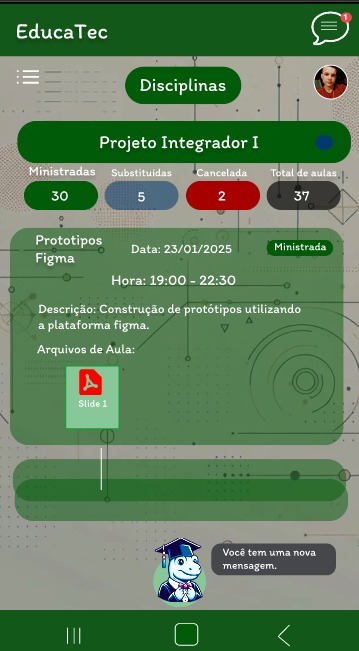 EducaTec
1
Disciplinas
Projeto Integrador I
Ministradas Substituídas Cancelada Total de aulas
30 5 2 37
Prototipos
Figma
Data: 23/01/2025
Ministrada
Hora: 19:00 - 22:30
Descrição: Construção de protótipos utilizando
a plataforma figma.
Arquivos de Aula:
Slide 1
Você tem uma nova
mensagem.